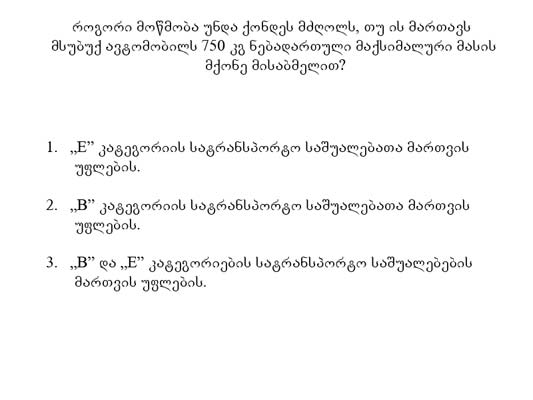 როგორი მოწმობა უნდა ქონდეს მძღოლს, თუ ის მართავს
მსუბუქ ავტომობილს 750 კგ ნებადართული მაქსიმალური მასის
მქონე მისაბმელით?
1. „E” კატეგორიის სატრანსპორტო საშუალებათა მართვის
უფლების.
2. „B” კატეგორიის სატრანსპორტო საშუალებათა მართვის
უფლების.
3. „B” და „E” კატეგორიების სატრანსპორტო საშუალებების
მართვის უფლების.